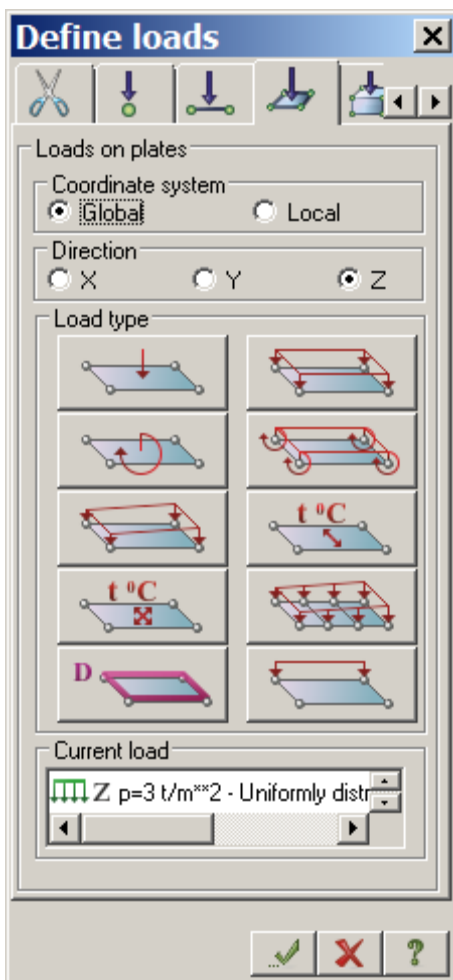 Define loads
Loads on plates
Coordinate system
Global Local
Direction
X Y Z
Load type
t °C
t °C
D
Current load
Z p=3 t/m**2 - Uniformly distr
?